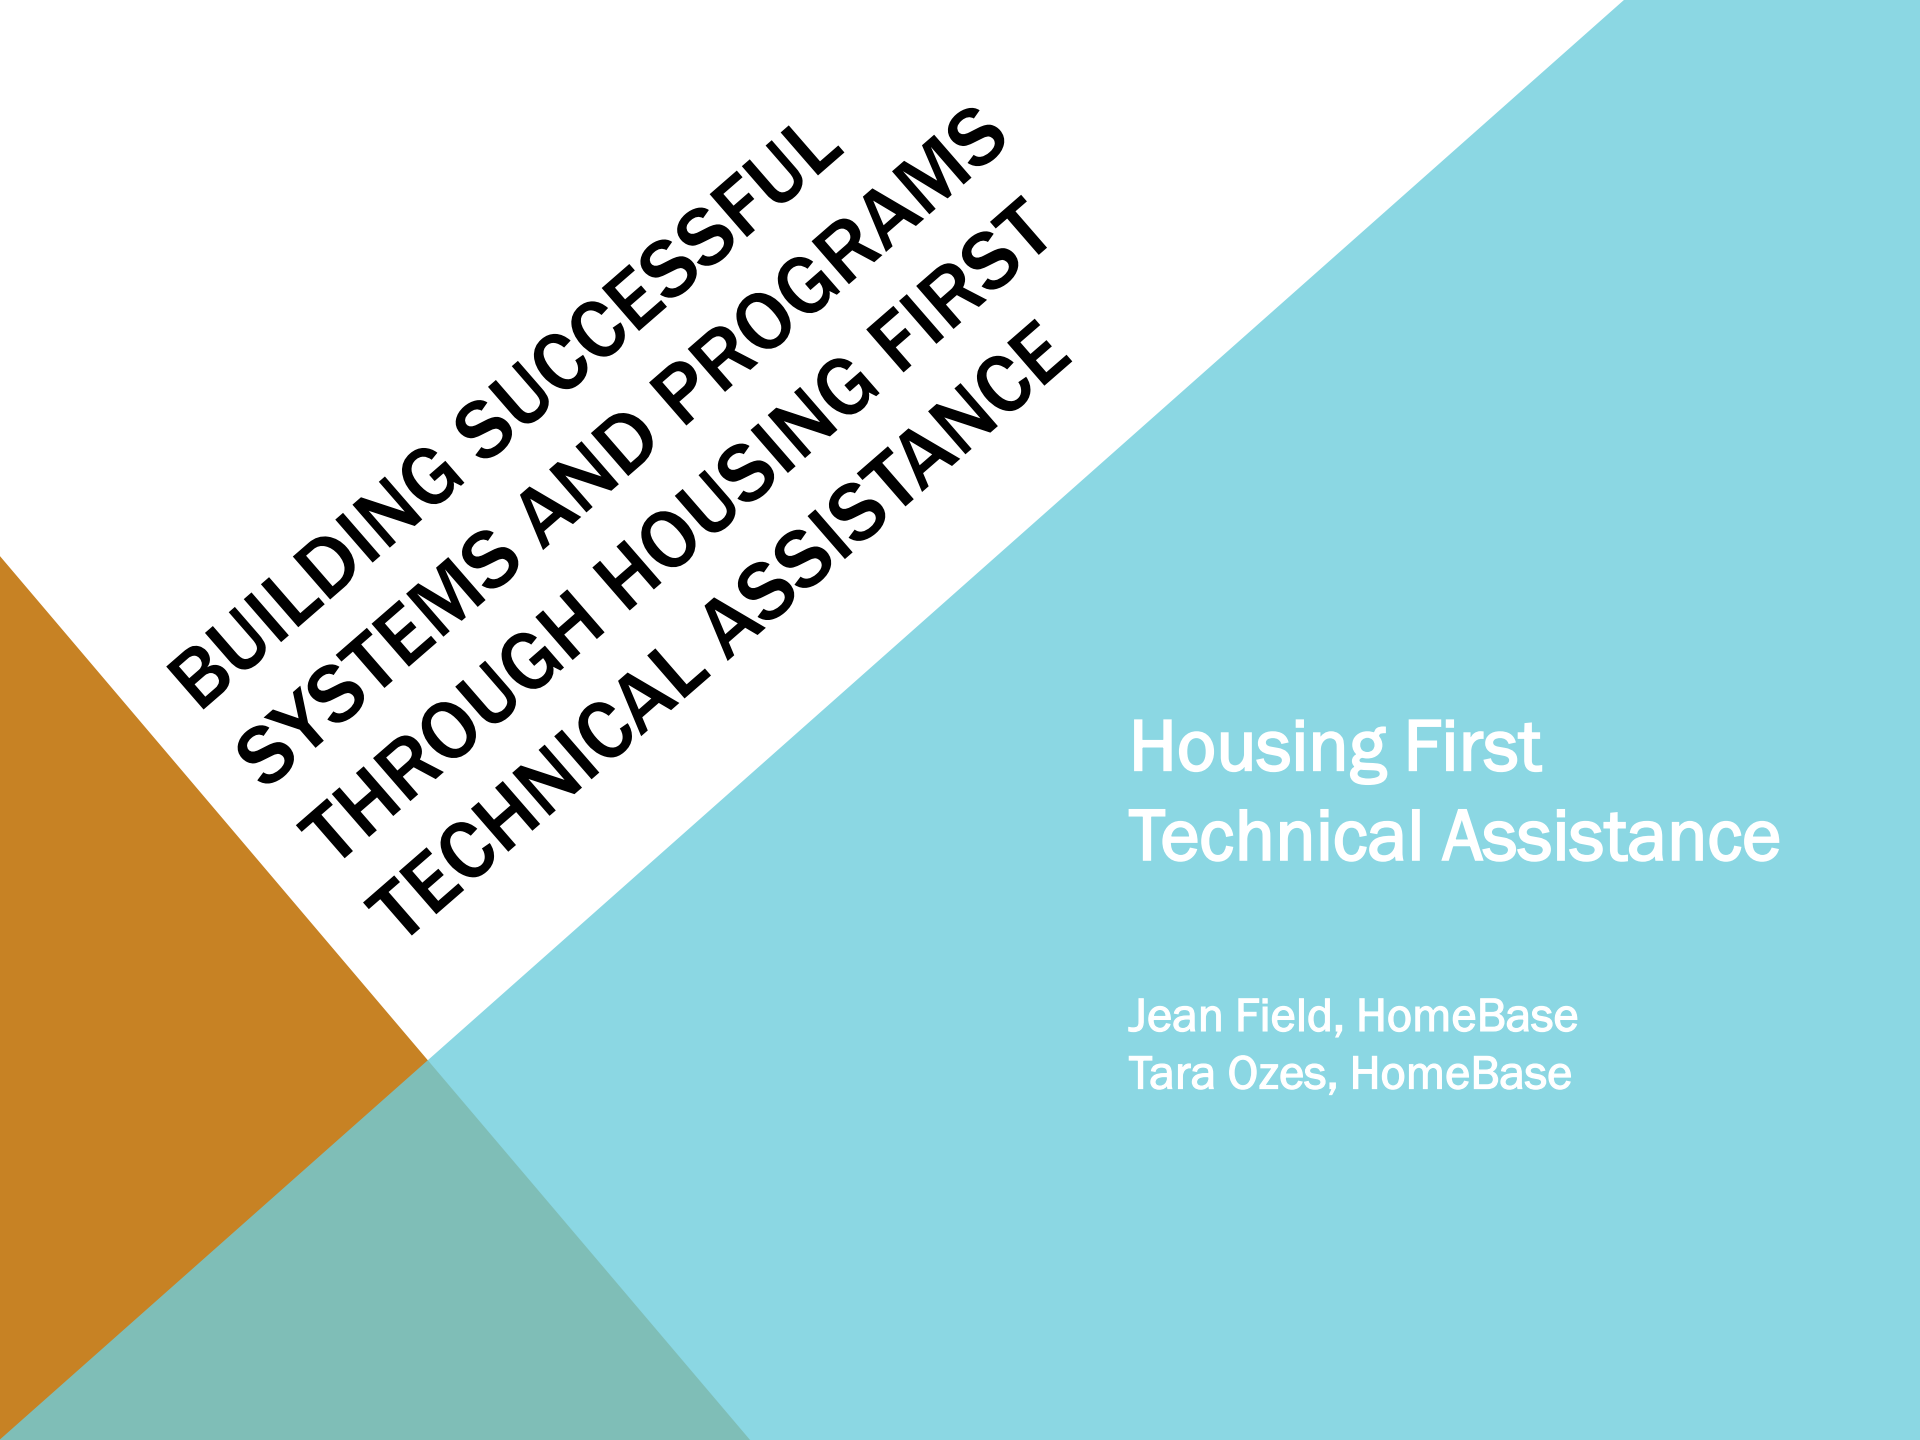 BUILDING SUCCESSFUL
SYSTEMS AND PROGRAMS
THROUGH HOUSING FIRST
TECHNICAL ASSISTANCE
Housing First
Technical Assistance
Jean Field, HomeBase
Tara Ozes, HomeBase